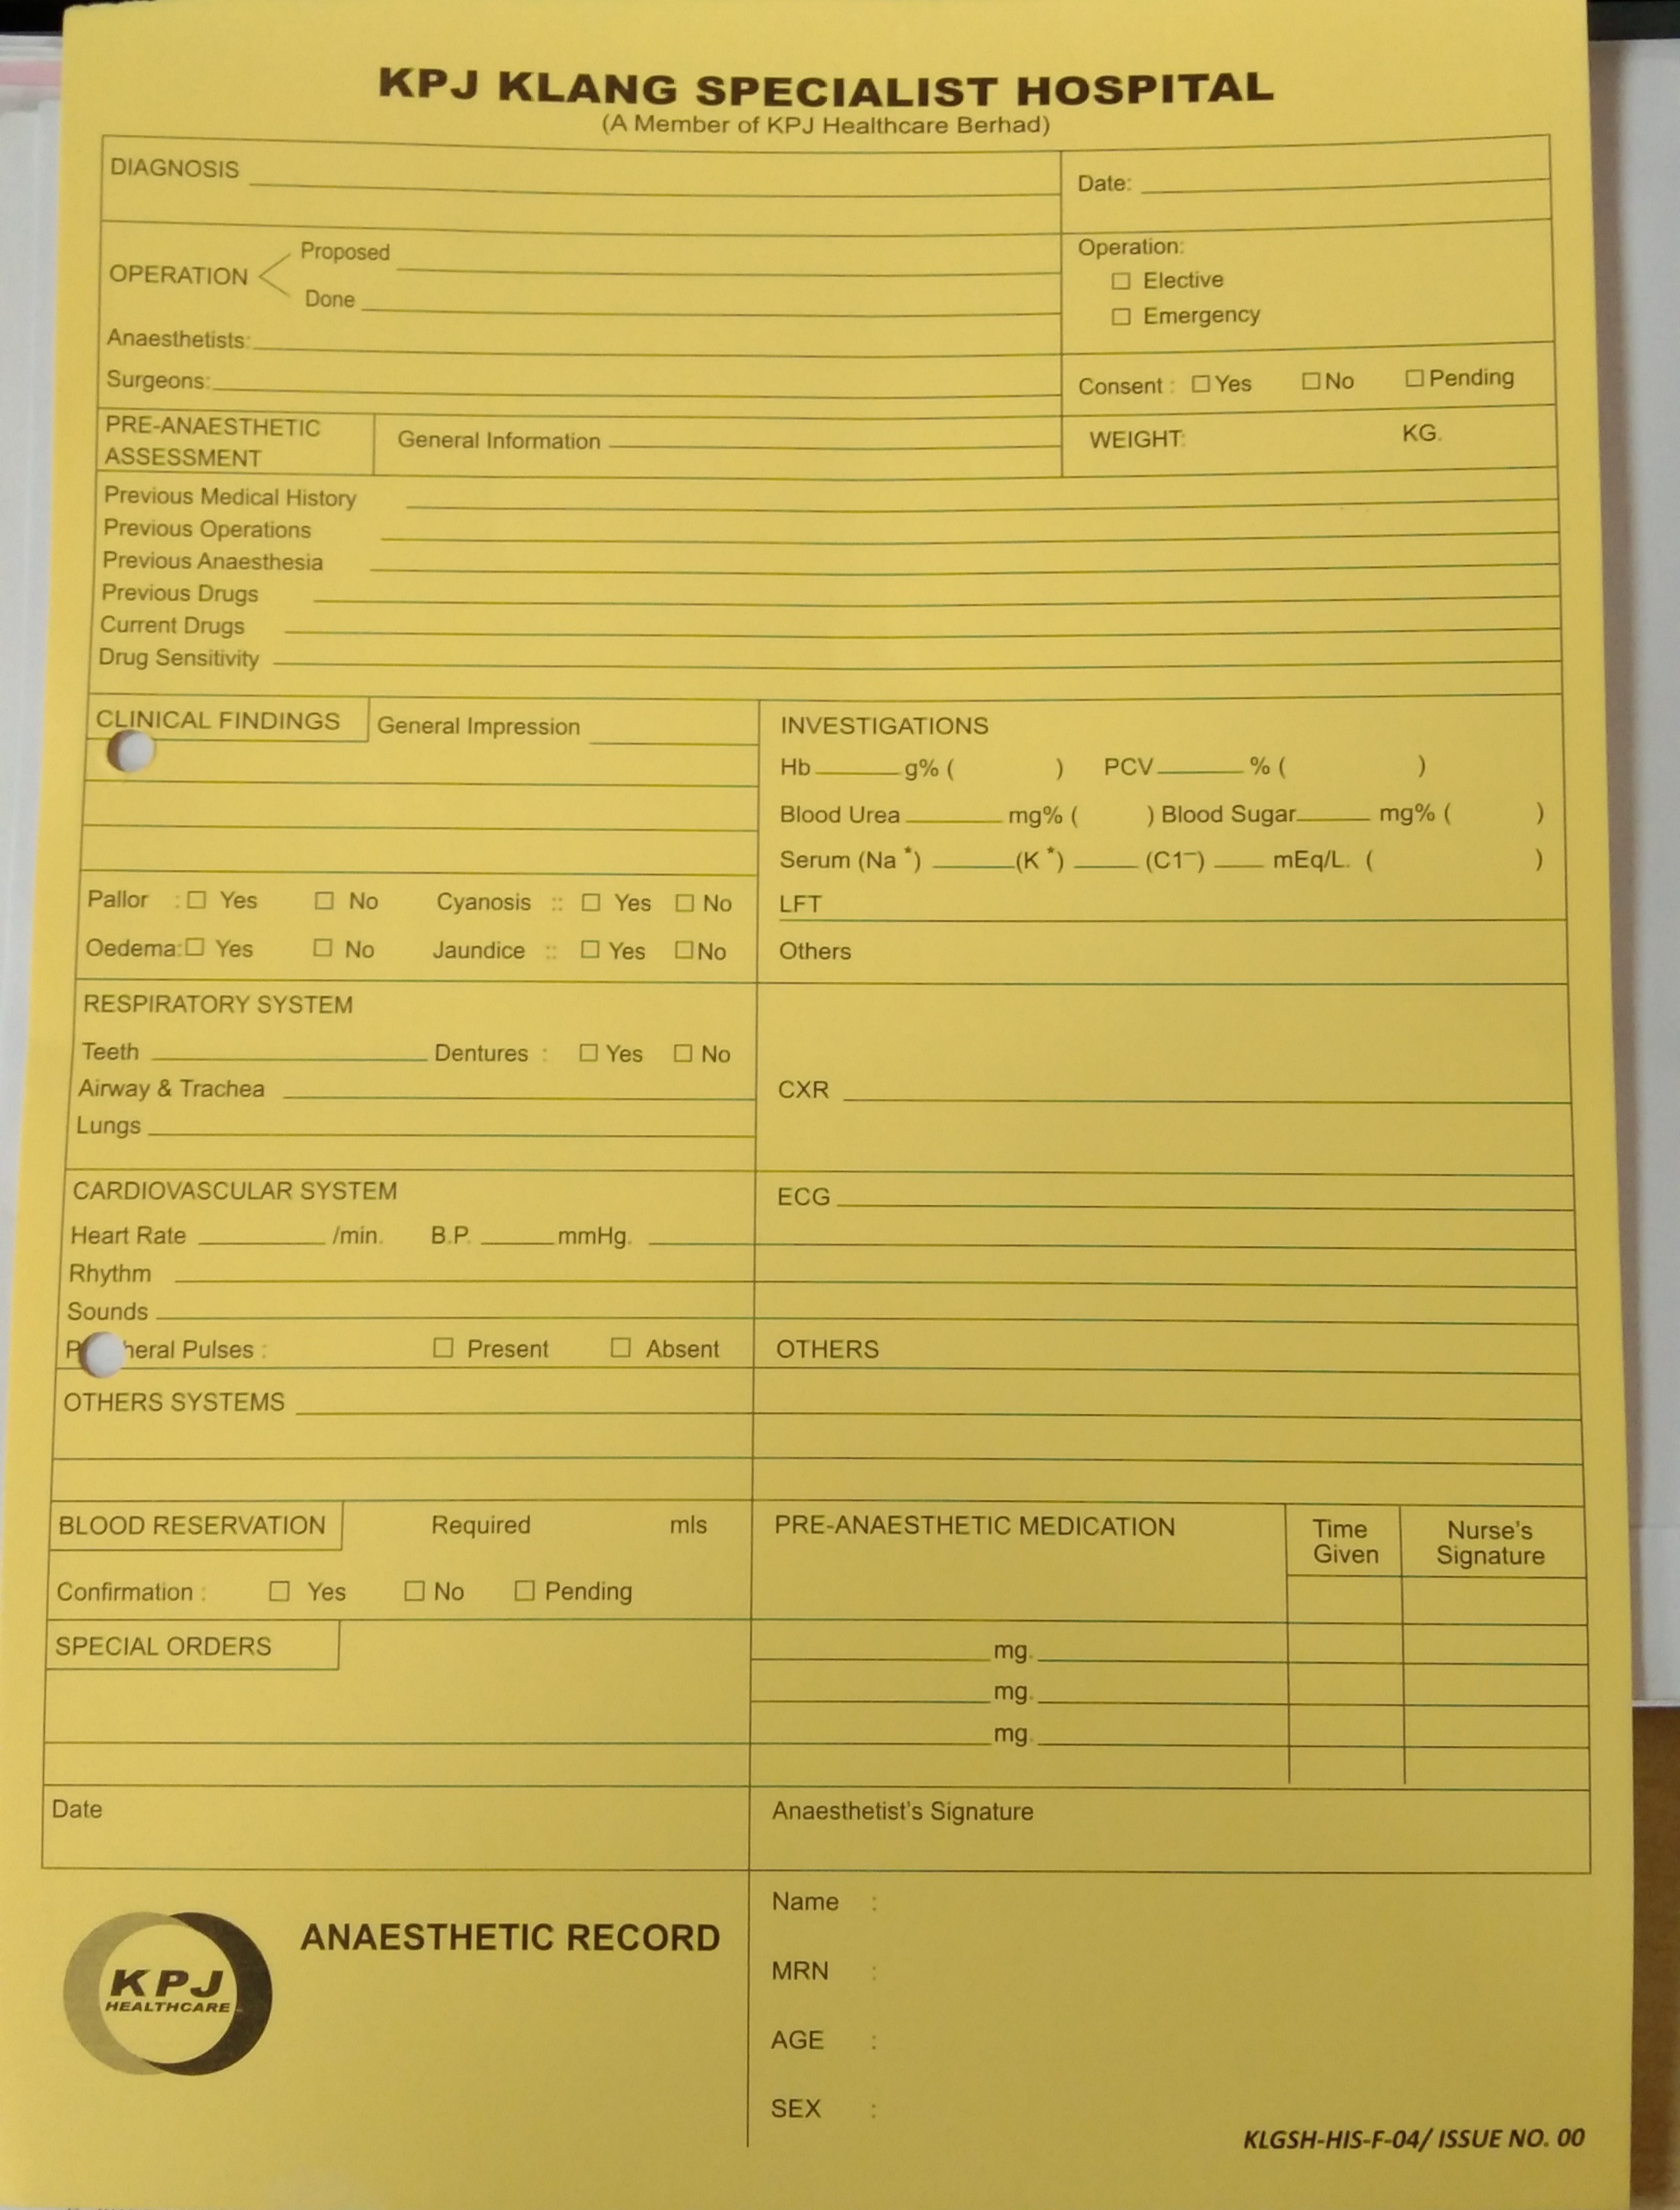 KPJ KLANG SPECIALIST HOSPITAL
(A Member of KPJ Healthcare Berhad)
DIAGNOSIS
Date:
OPERATION
Proposed
Done
Operation:
Elective
Emergency
Anaesthetists:
Surgeons:
Consent : Yes No Pending
PRE-ANAESTHETIC
ASSESSMENT
General Information
WEIGHT: KG.
Previous Medical History
Previous Operations
Previous Anaesthesia
Previous Drugs
Current Drugs
Drug Sensitivity
CLINICAL FINDINGS General Impression
Pallor : Yes No Cyanosis :: Yes No
Oedema: Yes No Jaundice :: Yes No
INVESTIGATIONS
Hb g% ( ) PCV % ( )
Blood Urea mg% ( ) Blood Sugar mg% ( )
Serum (Na *) (K *) (C1‾) mEq/L. ( )
LFT
Others
RESPIRATORY SYSTEM
Teeth Dentures : Yes No
Airway & Trachea
Lungs
CXR
CARDIOVASCULAR SYSTEM
Heart Rate /min. B.P. mmHg.
Rhythm
Sounds
Pulses : Present Absent
ECG
OTHERS
OTHERS SYSTEMS
BLOOD RESERVATION Required mls
Confirmation : Yes No Pending
SPECIAL ORDERS
PRE-ANAESTHETIC MEDICATION
Time
Given
Nurse's
Signature
mg.
mg.
mg.
Date
Anaesthetist's Signature
KPJ
HEALTHCARE
ANAESTHETIC RECORD
Name :
MRN :
AGE :
SEX :
KLGSH-HIS-F-04/ ISSUE NO. 00